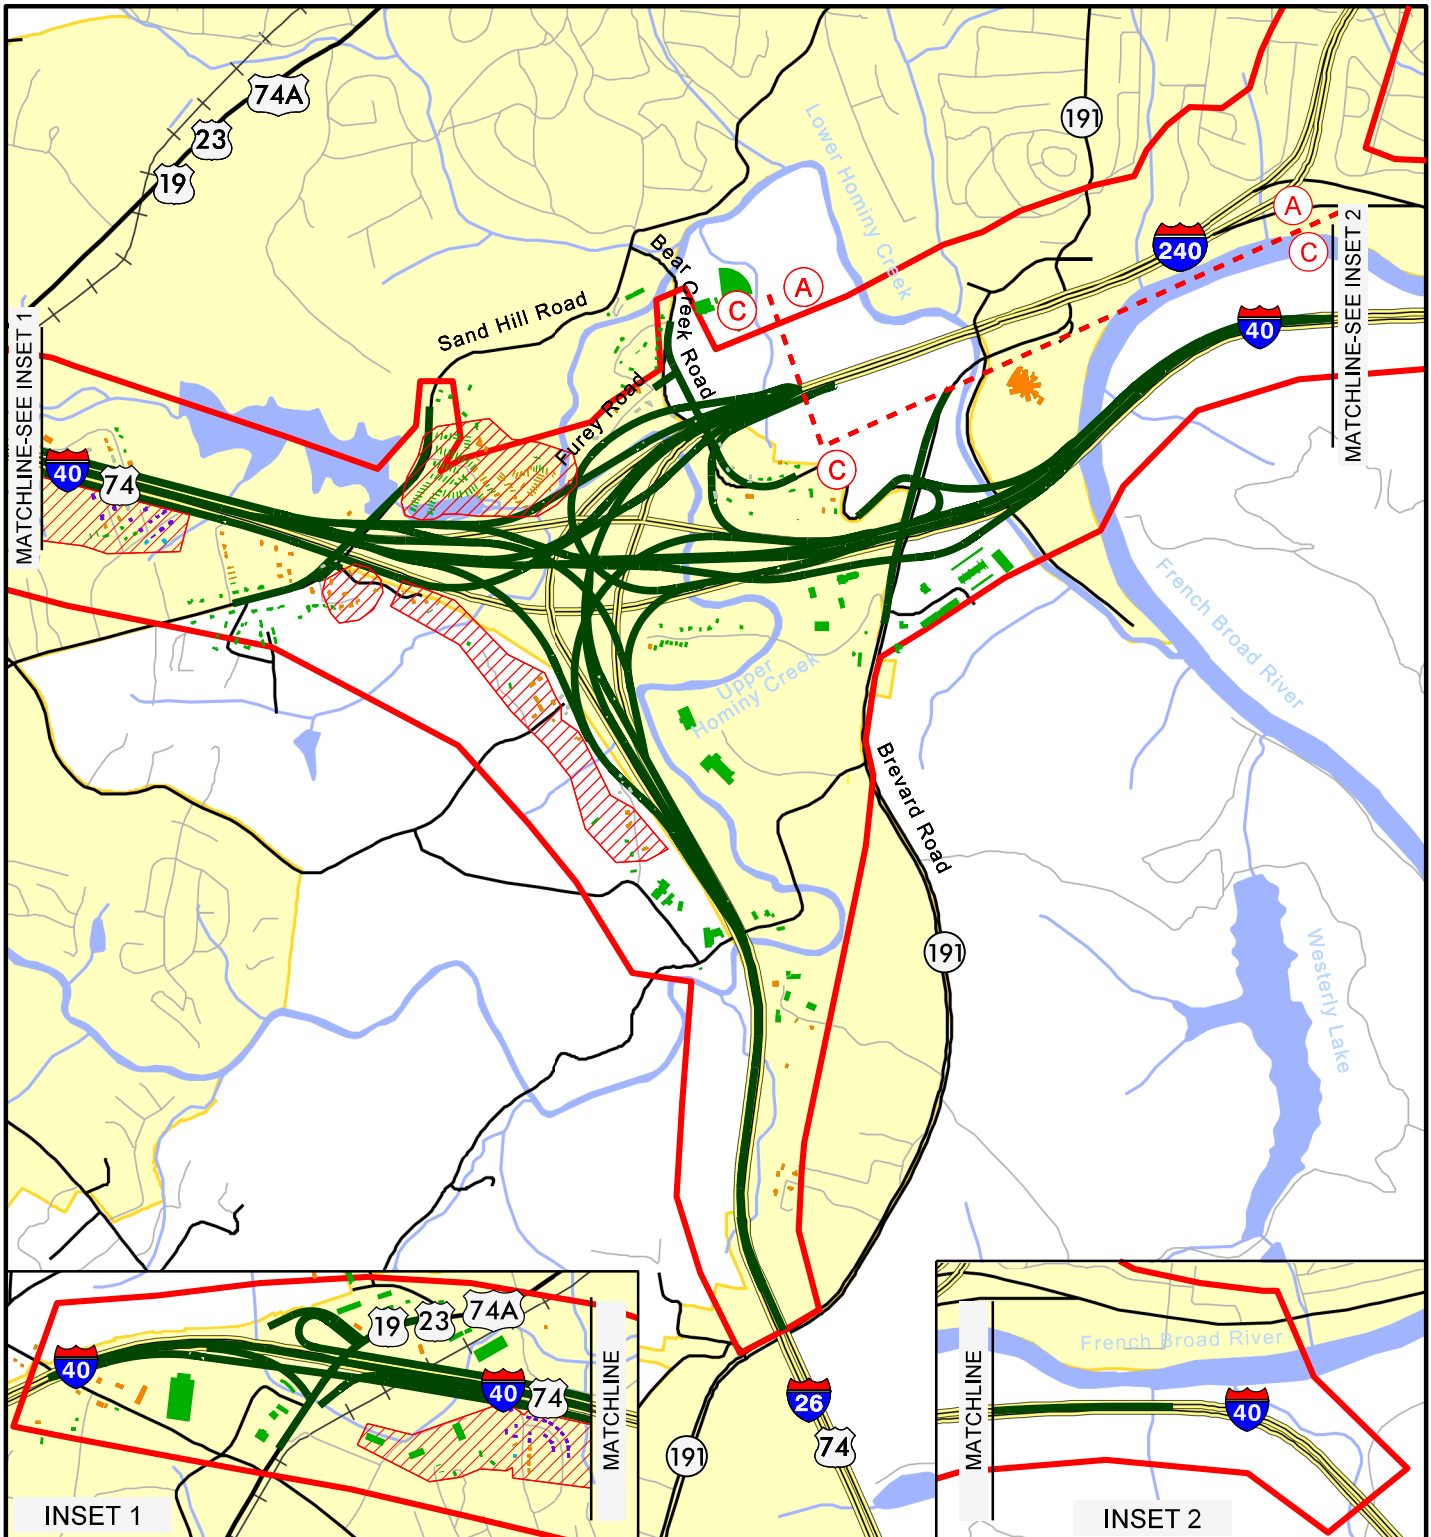 74A
23
19
191
Lower Hominy Creek
A
C
240
MATCHLINE-SEE INSET 2
Bear Creek Road
Creek Road
A
C
40
Sand Hill Road
MATCHLINE-SEE INSET 1
Furey Road
C
40
74
French Broad River
Upper
Hominy Creek
Brevard Road
191
Westerly Lake
19
23
74A
40
40
74
MATCHLINE
INSET 1
26
74
191
MATCHLINE
French Broad River
40
INSET 2